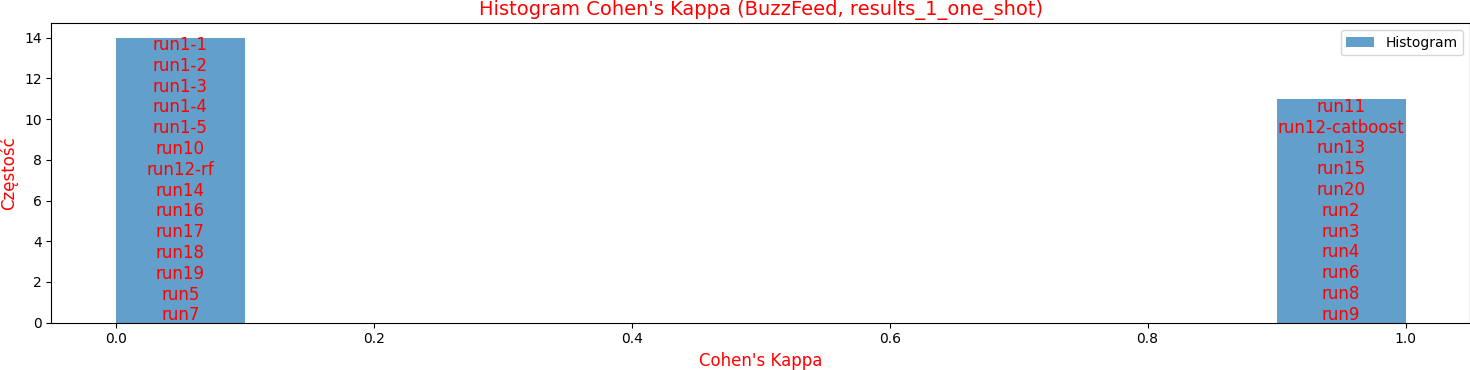 Histogram Cohen's Kappa (BuzzFeed, results_1_one_shot)
Histogram
Częstość
14
12
10
8
6
4
2
0
run1-1
run1-2
run1-3
run1-4
run1-5
run10
run12-rf
run14
run16
run17
run18
run19
run5
run7
run11
run12-catboost
run13
run15
run20
run2
run3
run4
run6
run8
run9
0.0 0.2 0.4 0.6 0.8 1.0
Cohen's Kappa